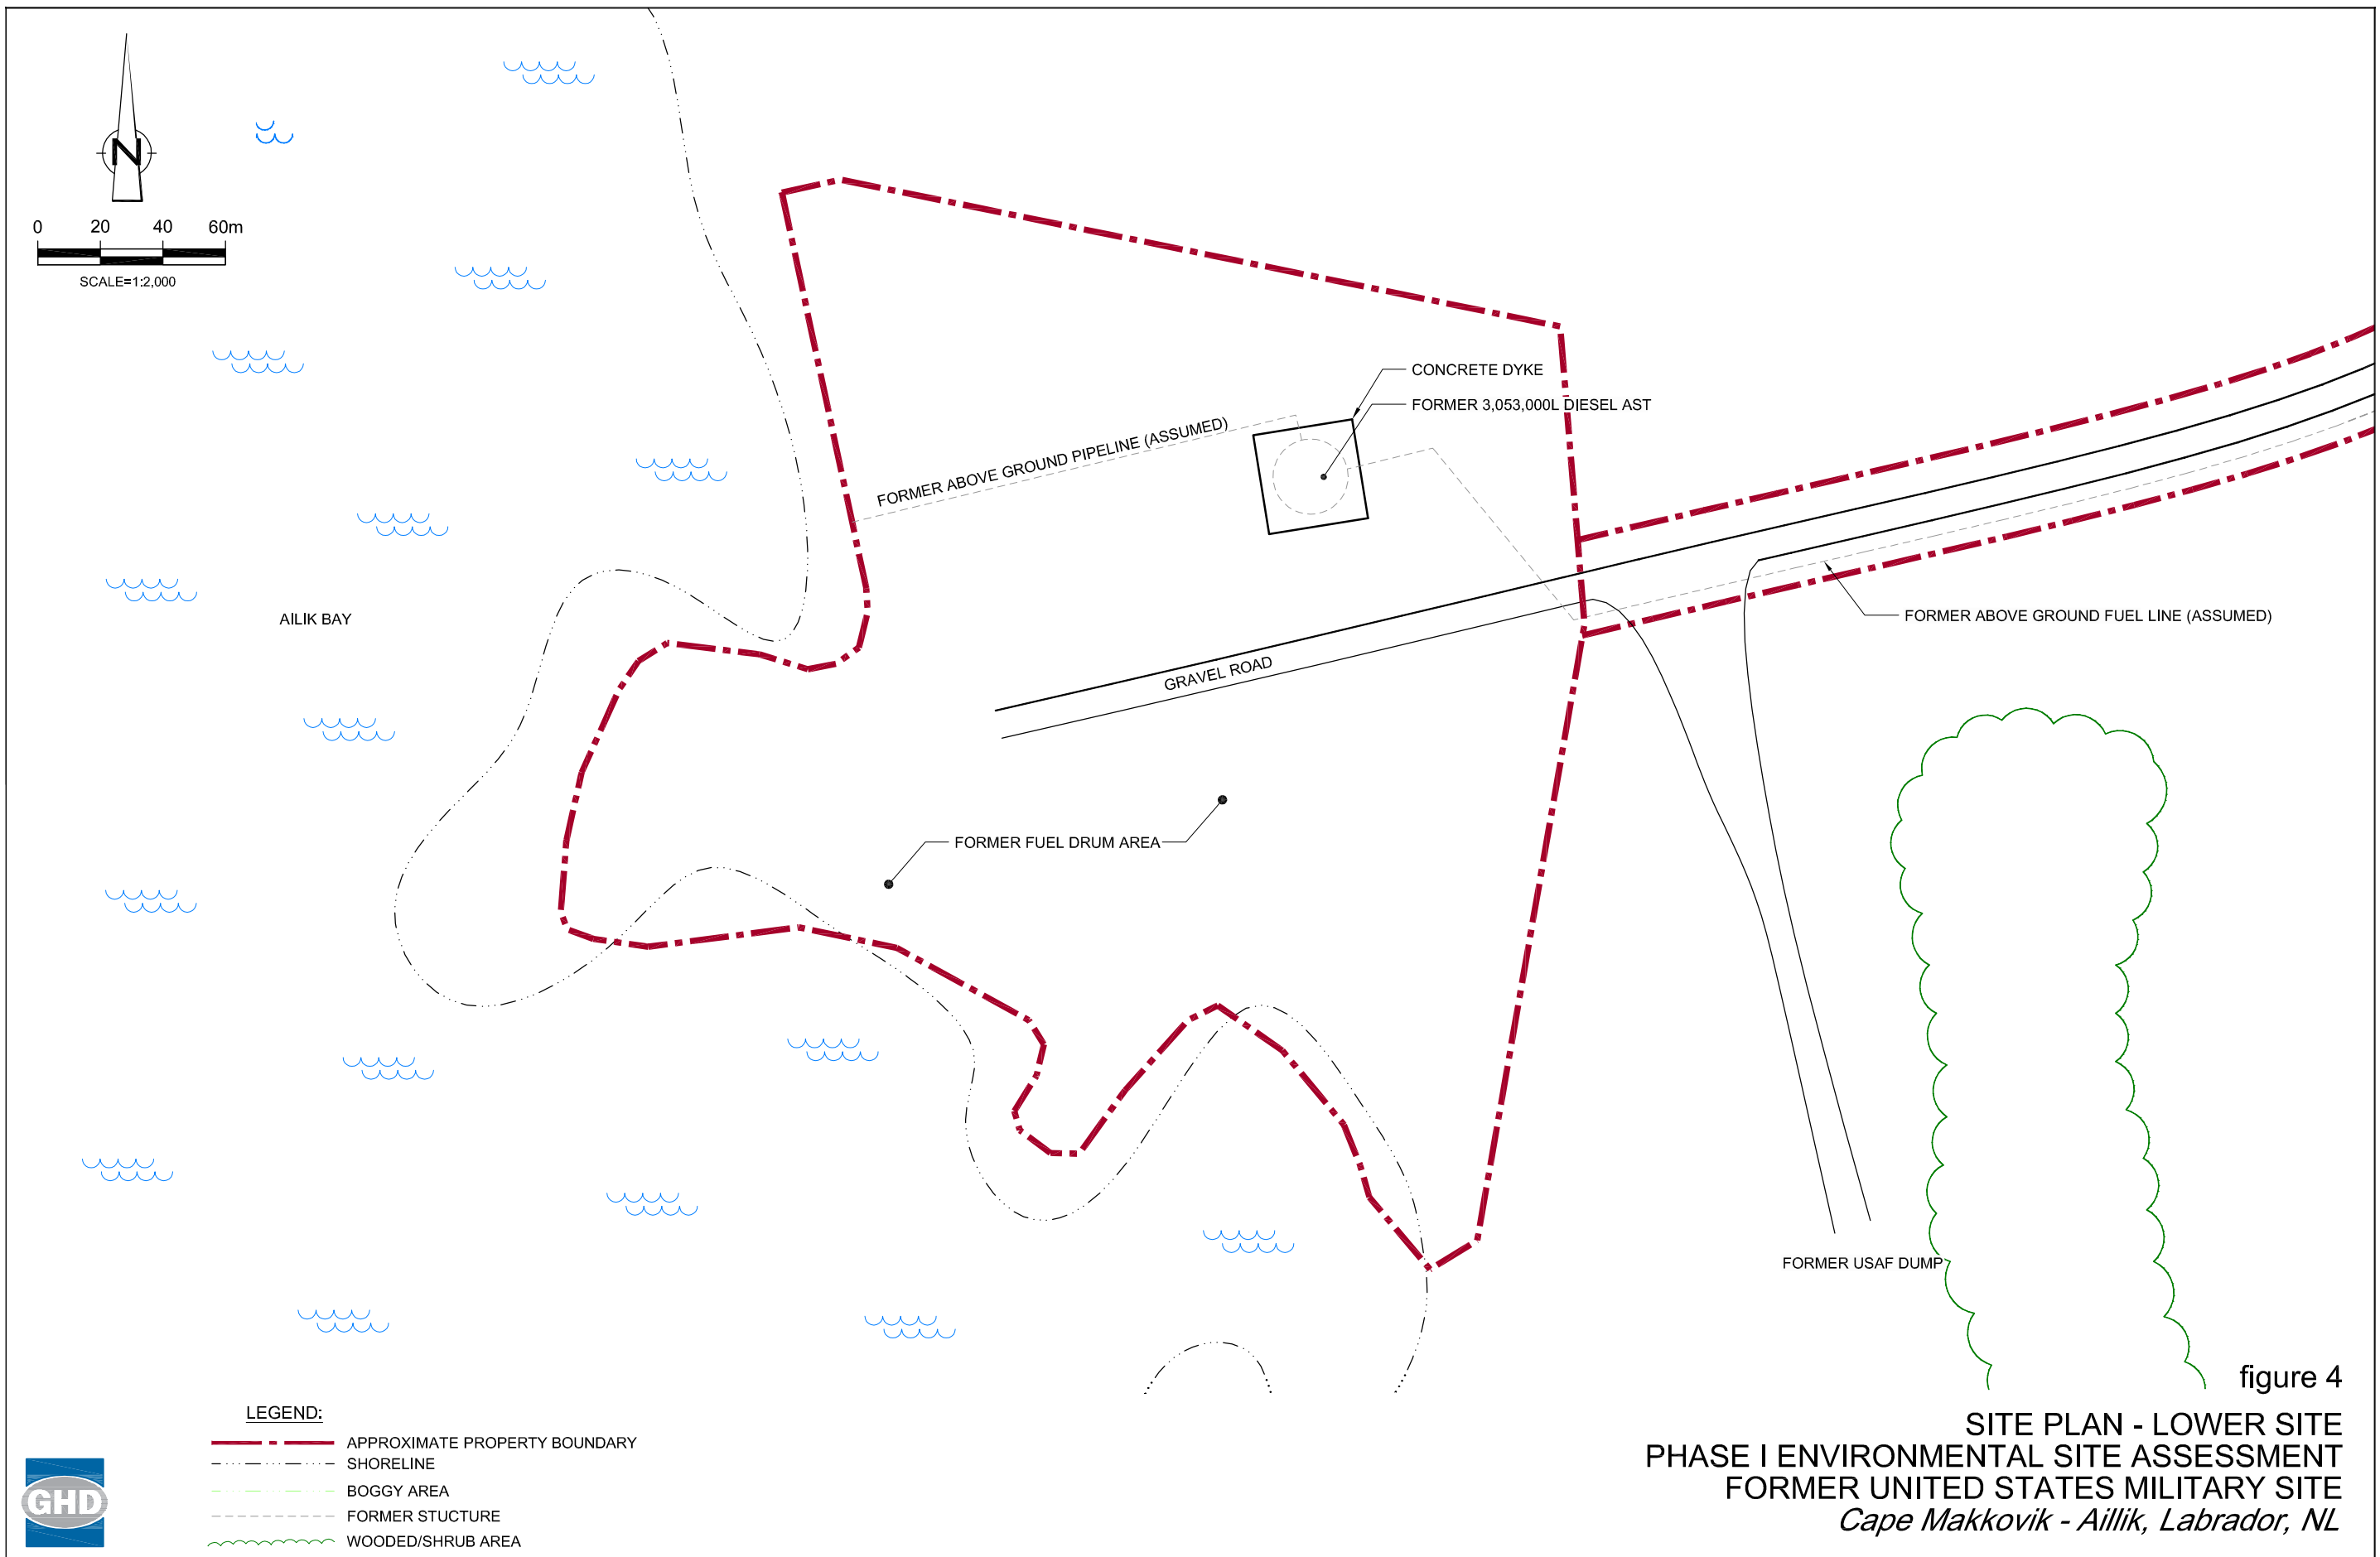 N
0 20 40 60m
SCALE=1:2,000
CONCRETE DYKE
FORMER 3,053,000L DIESEL AST
FORMER ABOVE GROUND PIPELINE (ASSUMED)
AILIK BAY
FORMER ABOVE GROUND FUEL LINE (ASSUMED)
GRAVEL ROAD
FORMER FUEL DRUM AREA
FORMER USAF DUMP
figure 4
SITE PLAN - LOWER SITE
PHASE I ENVIRONMENTAL SITE ASSESSMENT
FORMER UNITED STATES MILITARY SITE
Cape Makkovik - Aillik, Labrador, NL
LEGEND:
APPROXIMATE PROPERTY BOUNDARY
SHORELINE
BOGGY AREA
FORMER STUCTURE
WOODED/SHRUB AREA
GHD